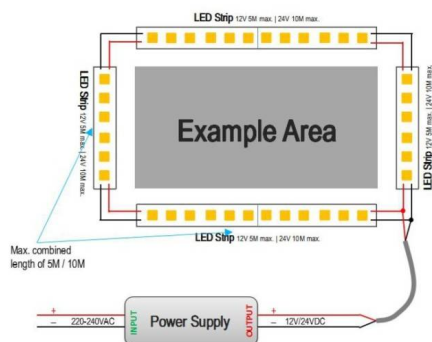 LED Strip 12V 5M max. | 24V 10M max.
LED Strip 12V 5M max. | 24V 10M max.
Example Area
LED Strip 12V 5M max. | 24V 10M max.
LED Strip 12V 5M max. | 24V 10M max.
Max. combined
length of 5M / 10M
+ 220-240VAC –
INPUT
Power Supply
OUTPUT
+ 12V/24VDC –